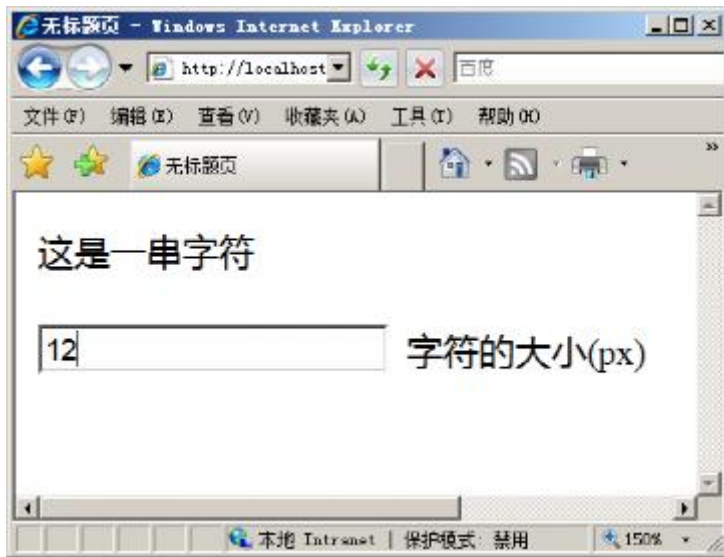 无标题页 - Windows Internet Explorer
http://localhost
百度
文件(F) 编辑(E) 查看(V) 收藏夹(A) 工具(T) 帮助(H)
无标题页
»
这是一串字符
12 字符的大小(px)
本地 Intranet | 保护模式: 禁用 150%